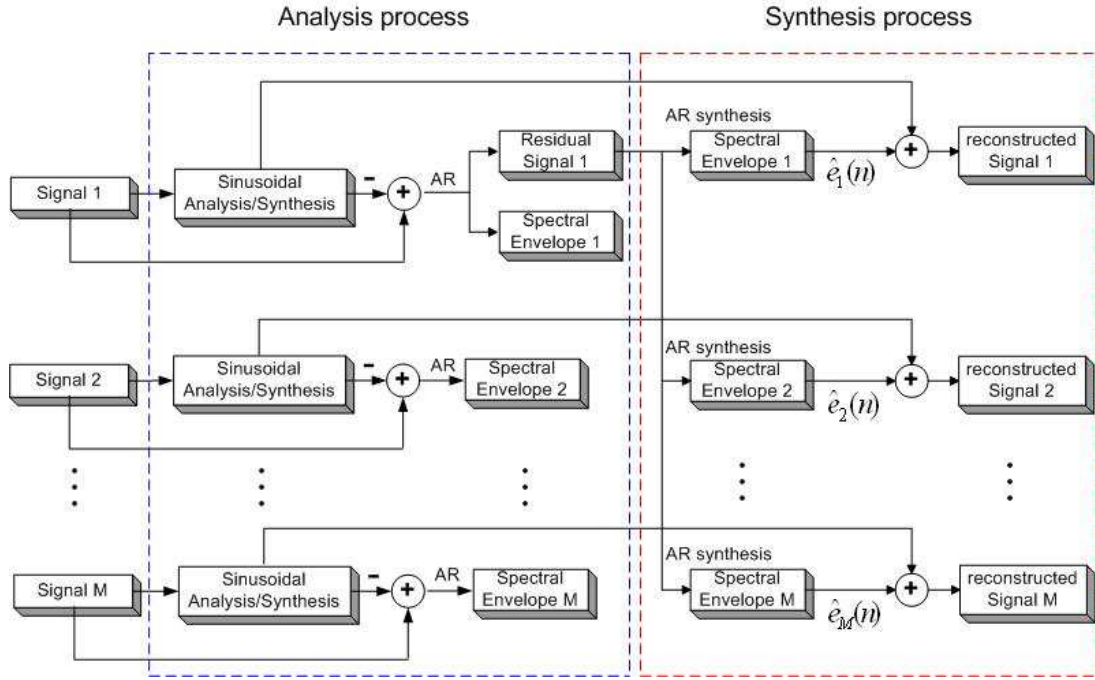 Analysis process
Synthesis process
Signal 1
Sinusoidal
Analysis/Synthesis
-
+
AR
Residual
Signal 1
Spectral
Envelope 1
AR synthesis
Spectral
Envelope 1
ê₁(n)
+
reconstructed
Signal 1
Signal 2
Sinusoidal
Analysis/Synthesis
-
+
AR
Spectral
Envelope 2
AR synthesis
Spectral
Envelope 2
ê₂(n)
+
reconstructed
Signal 2
Signal M
Sinusoidal
Analysis/Synthesis
-
+
AR
Spectral
Envelope M
AR synthesis
Spectral
Envelope M
ê_M(n)
+
reconstructed
Signal M